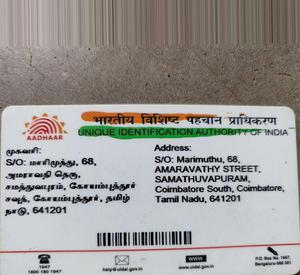 भारतीय विशिष्ट पहचान प्राधिकरण
AADHAAR
UNIQUE IDENTIFICATION AUTHORITY OF INDIA
முகவரி:
S/O: மாரிமுத்து, 68,
அமராவதி தெரு,
சமத்துவபுரம், கோயம்புத்தூர்
சவுத், கோயம்புத்தூர், தமிழ்
நாடு, 641201
Address:
S/O: Marimuthu, 68,
AMARAVATHY STREET,
SAMATHUVAPURAM,
Coimbatore South, Coimbatore,
Tamil Nadu, 641201
1947
1800 180 1947
help@uidai.gov.in
www.uidai.gov.in
P.O. Box No. 1947,
Bengaluru-560 001